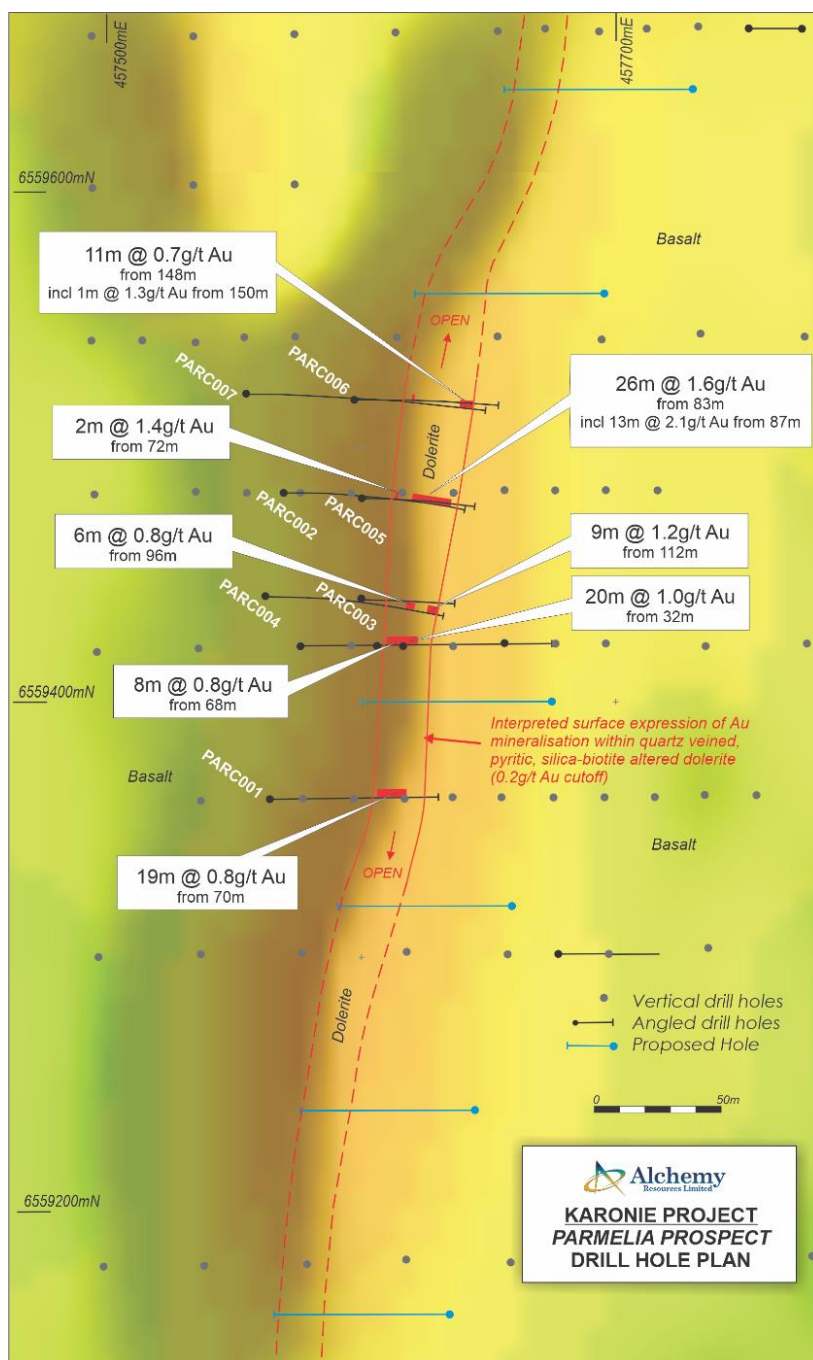 457500mE
457700mE
6559600mN
Basalt
11m @ 0.7g/t Au
from 148m
incl 1m @ 1.3g/t Au from 150m
OPEN
PARC007
PARC006
26m @ 1.6g/t Au
from 83m
incl 13m @ 2.1g/t Au from 87m
2m @ 1.4g/t Au
from 72m
Dolerite
PARC002
PARC005
6m @ 0.8g/t Au
from 96m
9m @ 1.2g/t Au
from 112m
PARC004
PARC003
20m @ 1.0g/t Au
from 32m
8m @ 0.8g/t Au
from 68m
6559400mN
Interpreted surface expression of Au
mineralisation within quartz veined,
pyritic, silica-biotite altered dolerite
(0.2g/t Au cutoff)
Basalt
PARC001
Basalt
19m @ 0.8g/t Au
from 70m
OPEN
Dolerite
Vertical drill holes
Angled drill holes
Proposed Hole
0 50m
6559200mN
Alchemy
Resources Limited
KARONIE PROJECT
PARMELIA PROSPECT
DRILL HOLE PLAN